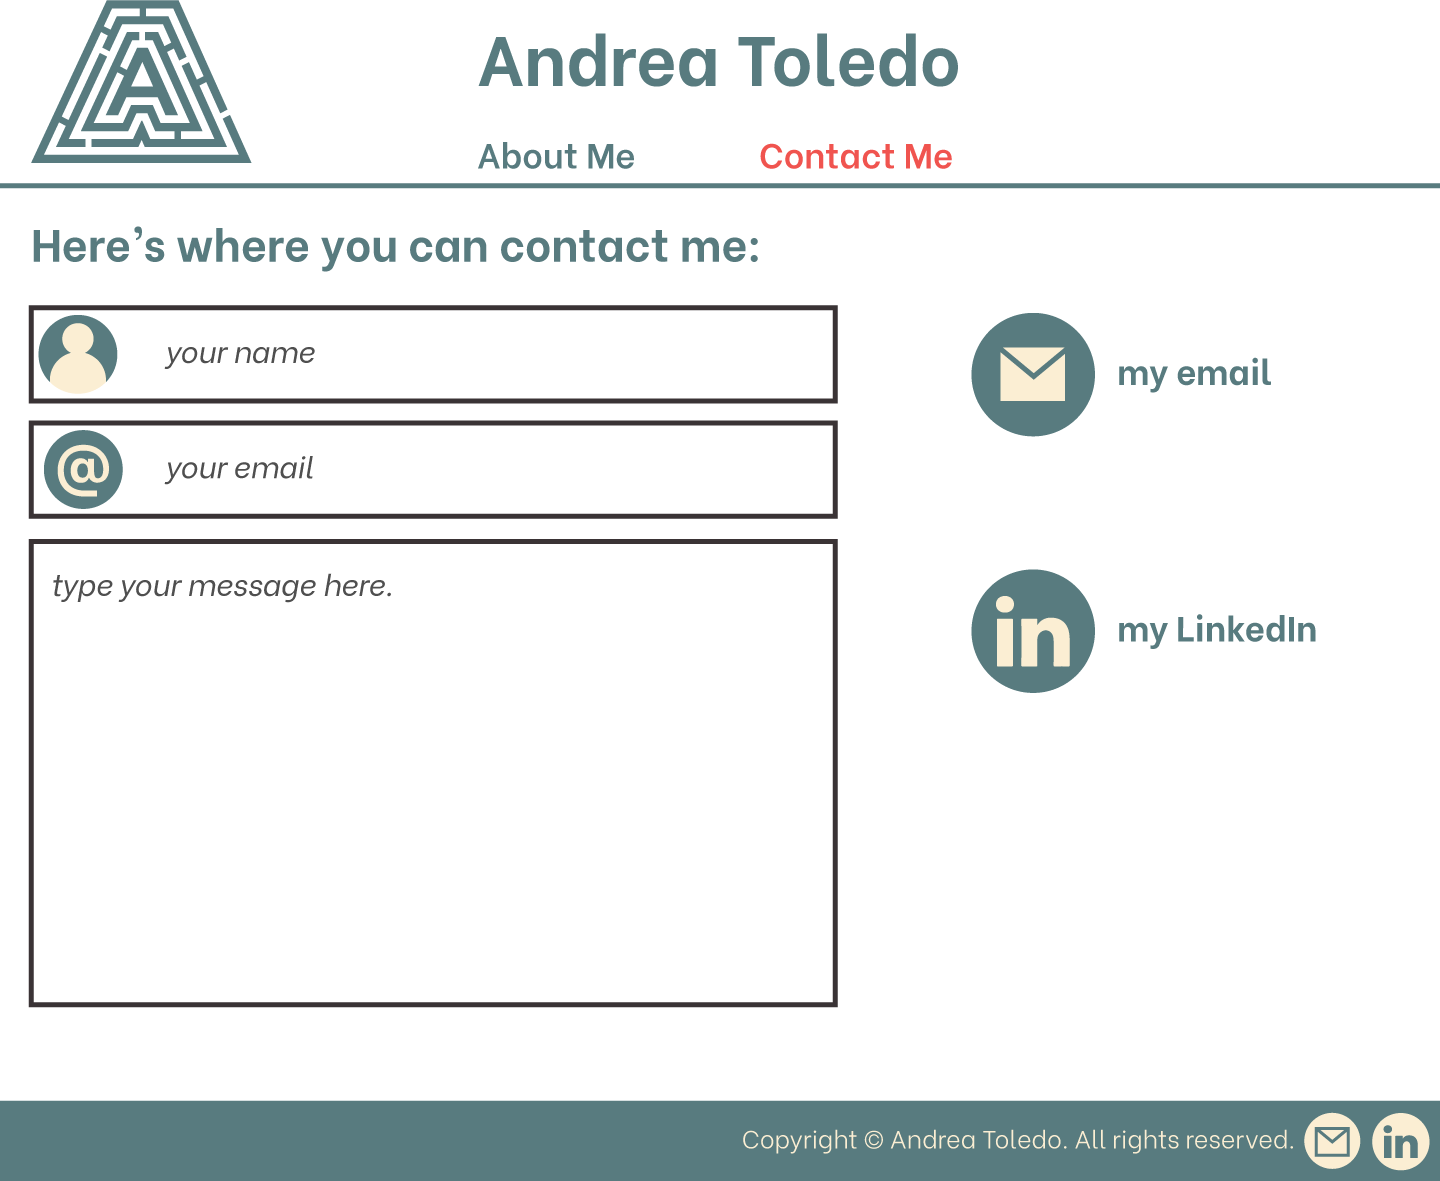 A
Andrea Toledo
About Me
Contact Me
Here’s where you can contact me:
your name
my email
@
your email
type your message here.
in
my LinkedIn
Copyright © Andrea Toledo. All rights reserved.
in